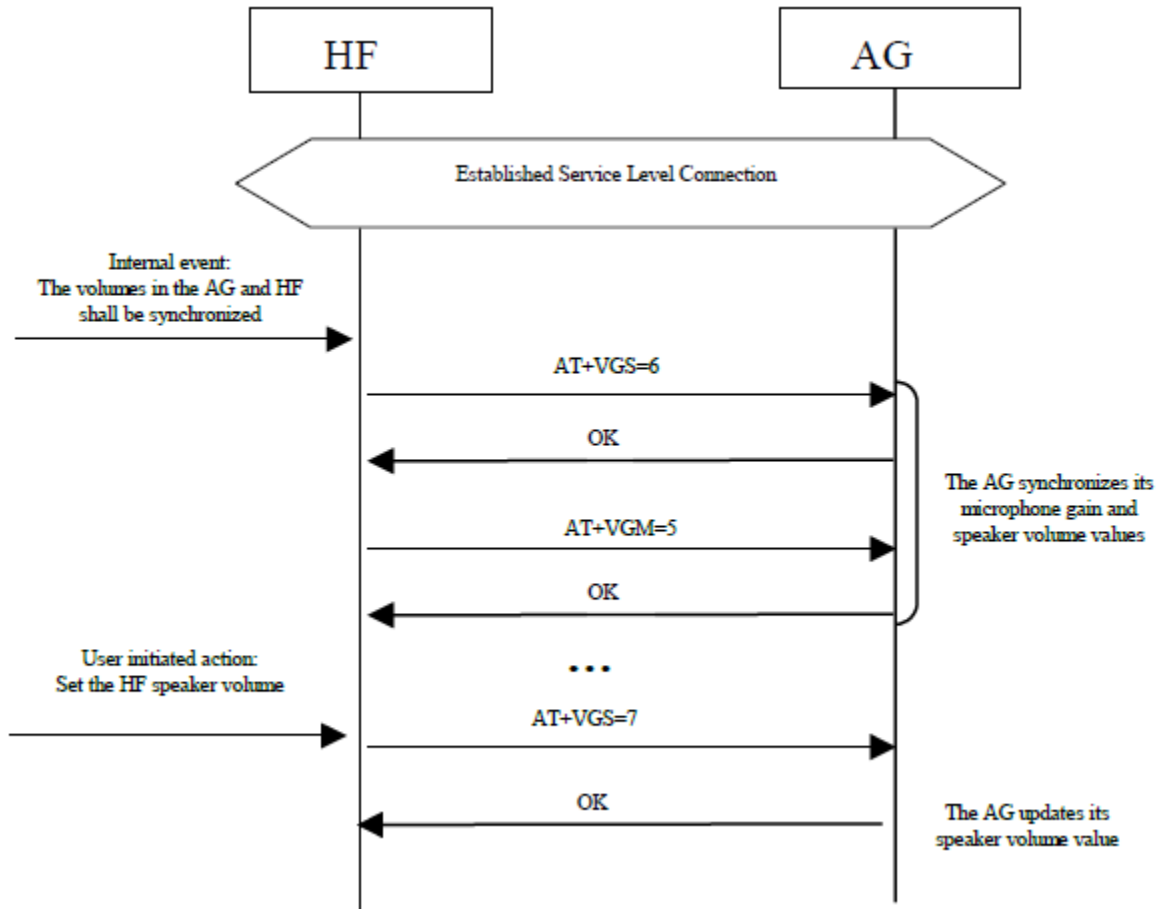 HF
AG
Established Service Level Connection
Internal event:
The volumes in the AG and HF
shall be synchronized
AT+VGS=6
OK
The AG synchronizes its
microphone gain and
speaker volume values
AT+VGM=5
OK
...
User initiated action:
Set the HF speaker volume
AT+VGS=7
OK
The AG updates its
speaker volume value